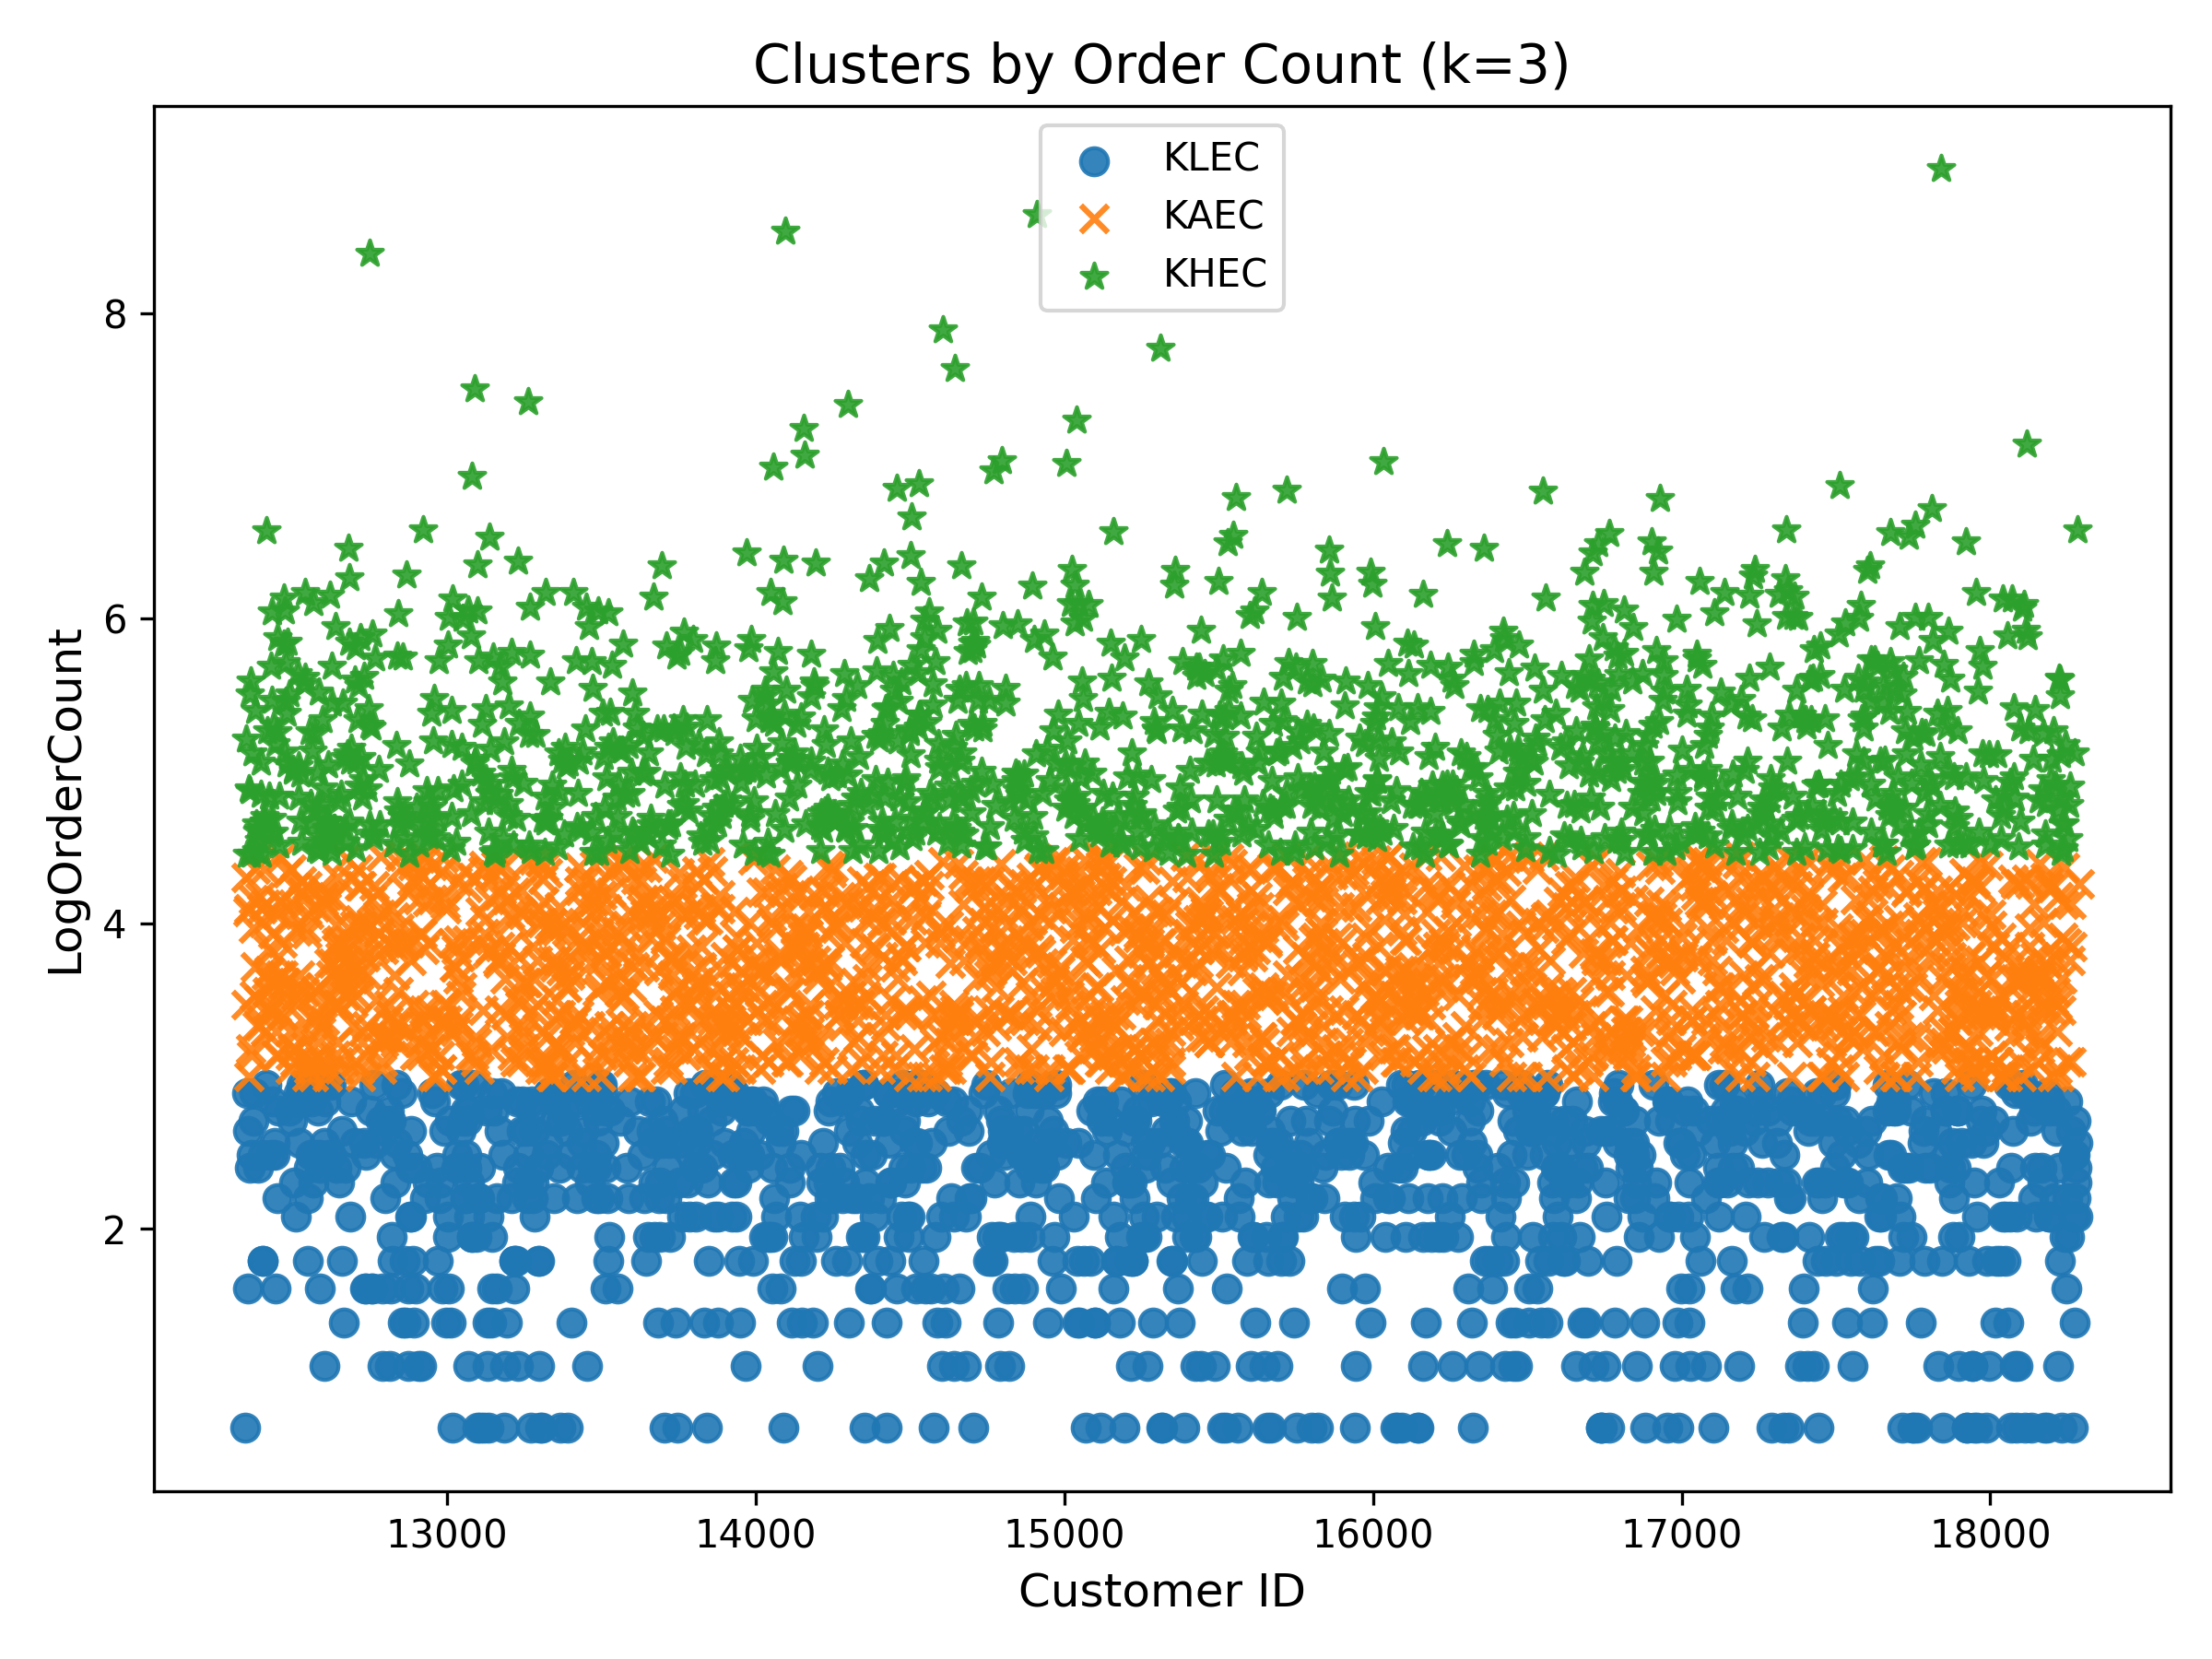 Clusters by Order Count (k=3)
KLEC
KAEC
KHEC
LogOrderCount
8
6
4
2
13000 14000 15000 16000 17000 18000
Customer ID